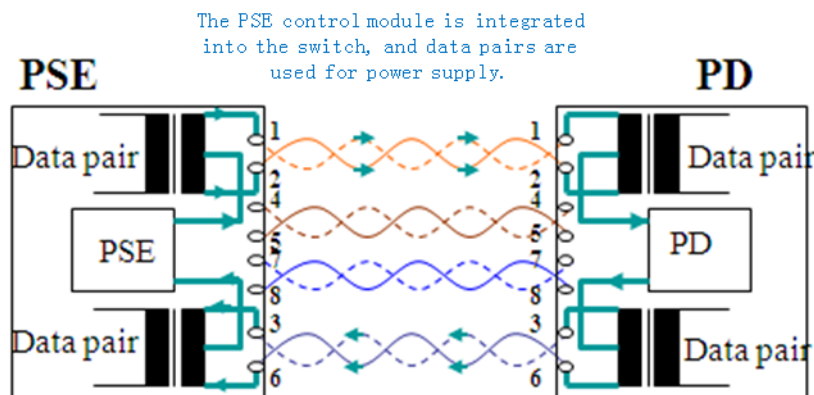 The PSE control module is integrated
into the switch, and data pairs are
used for power supply.
PSE
PD
Data pair
1
1
Data pair
2
2
4
4
PSE
5
5
PD
7
7
8
8
3
3
Data pair
Data pair
6
6